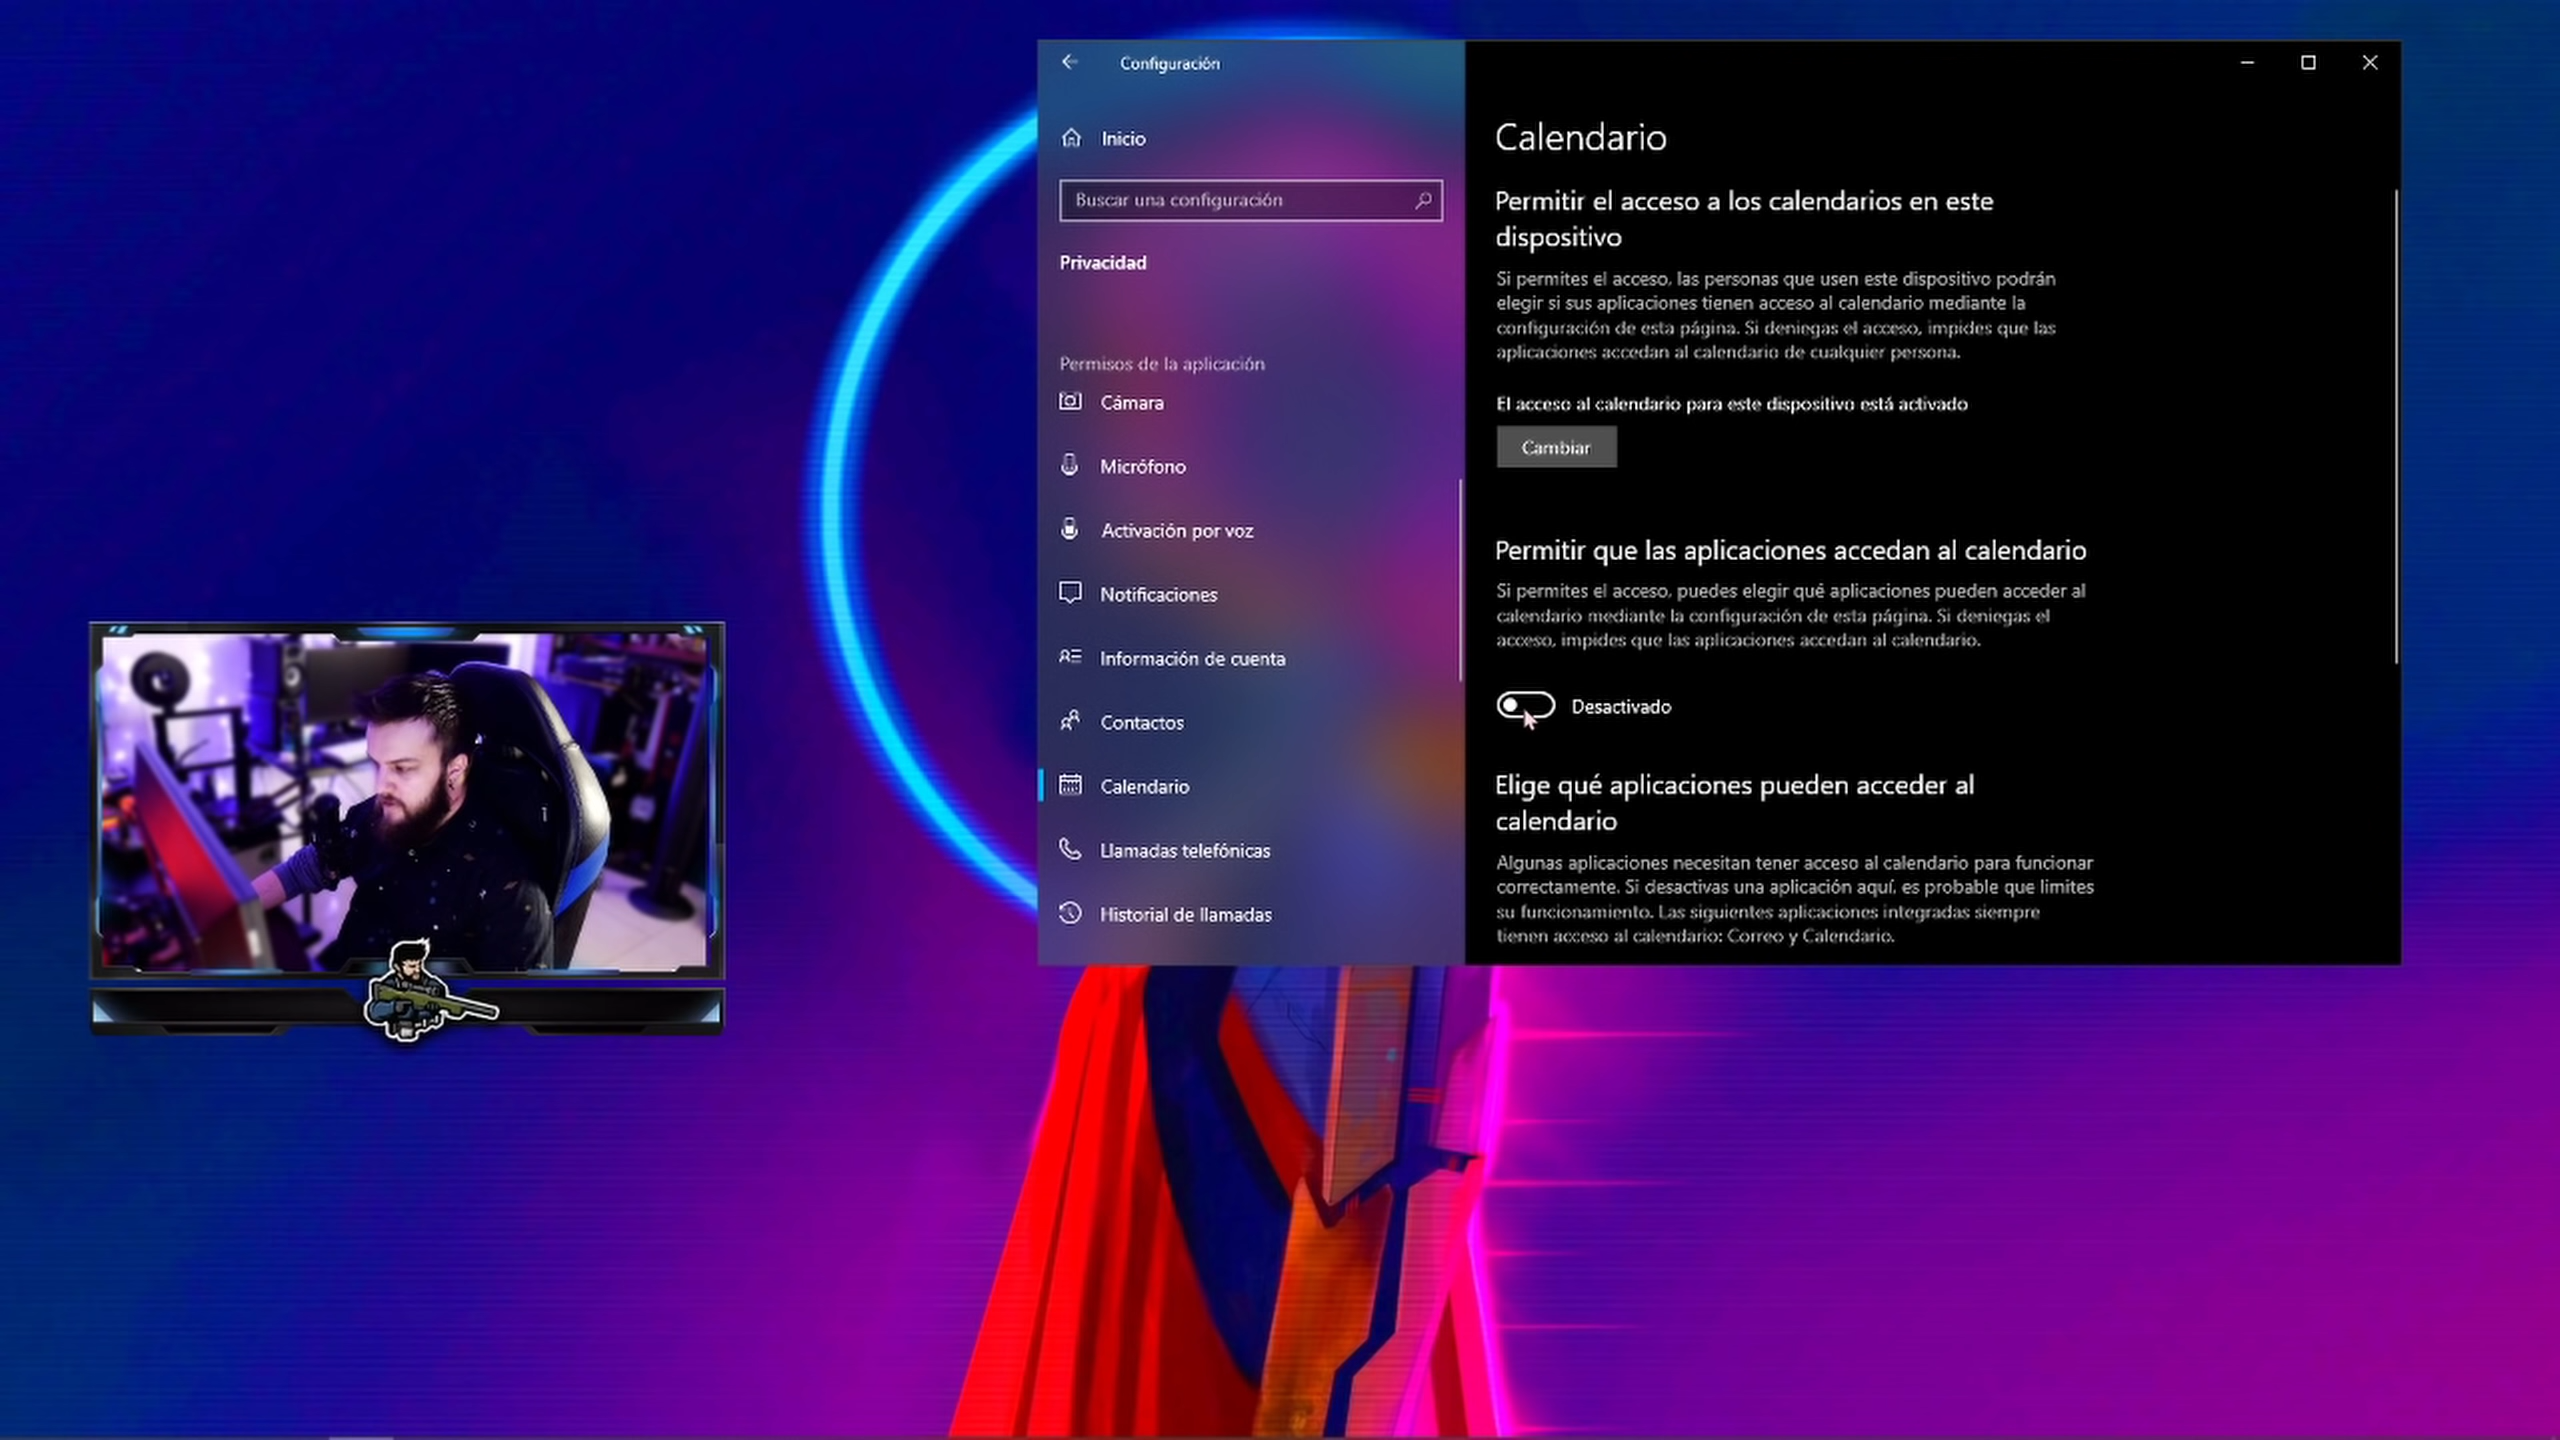 Configuración
Inicio
Buscar una configuración
Privacidad
Permisos de la aplicación
Cámara
Micrófono
Activación por voz
Notificaciones
Información de cuenta
Contactos
Calendario
Llamadas telefónicas
Historial de llamadas
Calendario
Permitir el acceso a los calendarios en este
dispositivo
Si permites el acceso, las personas que usen este dispositivo podrán
elegir si sus aplicaciones tienen acceso al calendario mediante la
configuración de esta página. Si deniegas el acceso, impides que las
aplicaciones accedan al calendario de cualquier persona.
El acceso al calendario para este dispositivo está activado
Cambiar
Permitir que las aplicaciones accedan al calendario
Si permites el acceso, puedes elegir qué aplicaciones pueden acceder al
calendario mediante la configuración de esta página. Si deniegas el
acceso, impides que las aplicaciones accedan al calendario.
Desactivado
Elige qué aplicaciones pueden acceder al
calendario
Algunas aplicaciones necesitan tener acceso al calendario para funcionar
correctamente. Si desactivas una aplicación aquí, es probable que limites
su funcionamiento. Las siguientes aplicaciones integradas siempre
tienen acceso al calendario: Correo y Calendario.